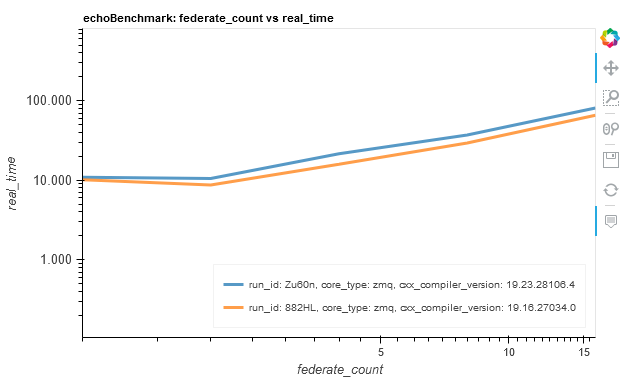 echoBenchmark: federate_count vs real_time
100.000
10.000
1.000
real_time
run_id: Zu60n, core_type: zmq, cxx_compiler_version: 19.23.28106.4
run_id: 882HL, core_type: zmq, cxx_compiler_version: 19.16.27034.0
5
10
15
federate_count